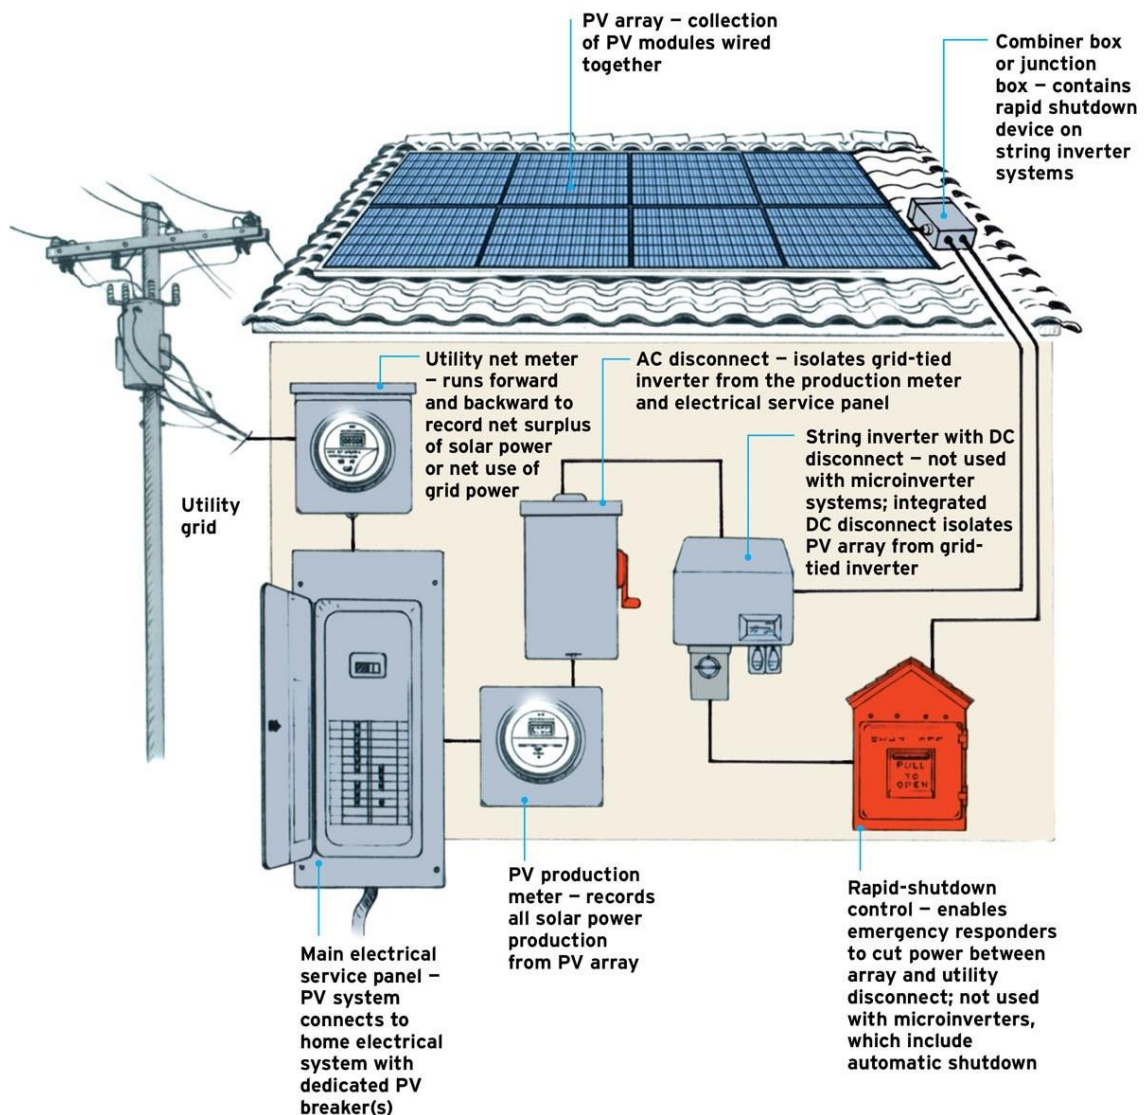 PV array – collection
of PV modules wired
together
Combiner box
or junction
box – contains
rapid shutdown
device on
string inverter
systems
Utility net meter
– runs forward
and backward to
record net surplus
of solar power
or net use of
grid power
AC disconnect – isolates grid-tied
inverter from the production meter
and electrical service panel
String inverter with DC
disconnect – not used
with microinverter
systems; integrated
DC disconnect isolates
PV array from grid-
tied inverter
Utility
grid
SHUT OFF
PULL
TO
OPEN
PV production
meter – records
all solar power
production
from PV array
Rapid-shutdown
control – enables
emergency responders
to cut power between
array and utility
disconnect; not used
with microinverters,
which include
automatic shutdown
Main electrical
service panel –
PV system
connects to
home electrical
system with
dedicated PV
breaker(s)